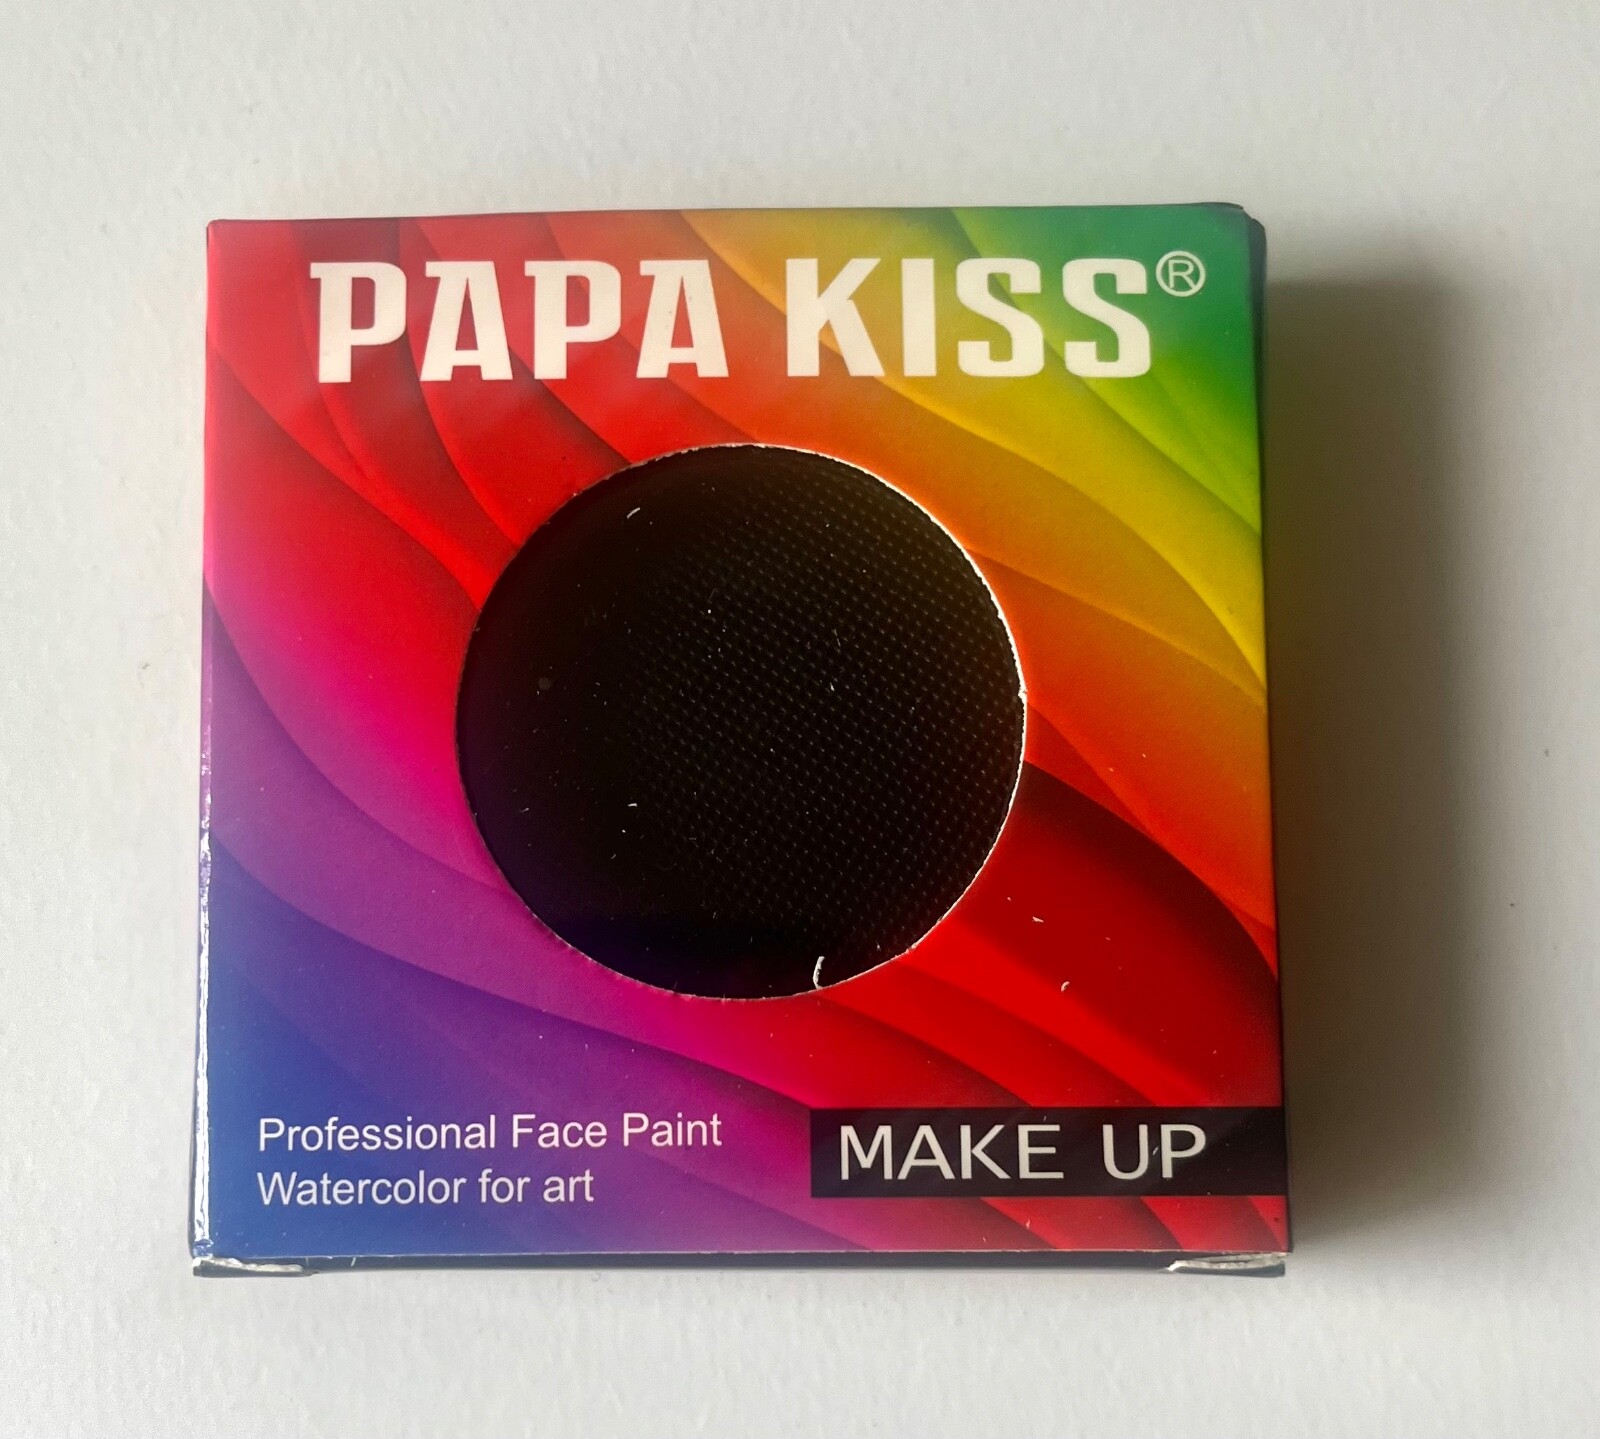 PAPA KISS®
Professional Face Paint
Watercolor for art
MAKE UP